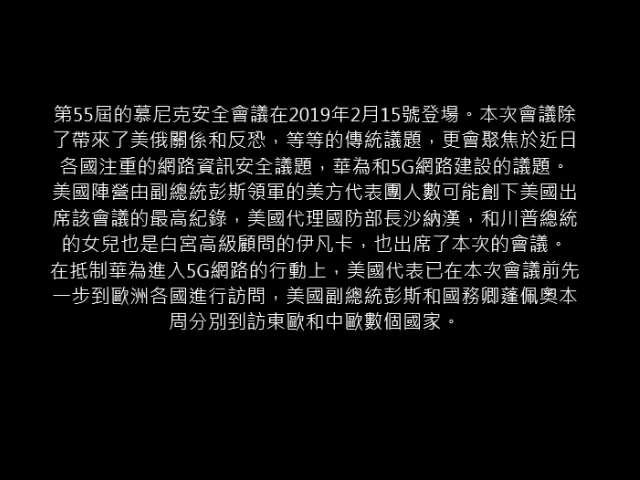 第55屆的慕尼克安全會議在2019年2月15號登場。本次會議除
了帶來了美俄關係和反恐，等等的傳統議題，更會聚焦於近日
各國注重的網路資訊安全議題，華為和5G網路建設的議題。
美國陣營由副總統彭斯領軍的美方代表團人數可能創下美國出
席該會議的最高紀錄，美國代理國防部長沙納漢，和川普總統
的女兒也是白宮高級顧問的伊凡卡，也出席了本次的會議。
在抵制華為進入5G網路的行動上，美國代表已在本次會議前先
一步到歐洲各國進行訪問，美國副總統彭斯和國務卿蓬佩奧本
周分別到訪東歐和中歐數個國家。